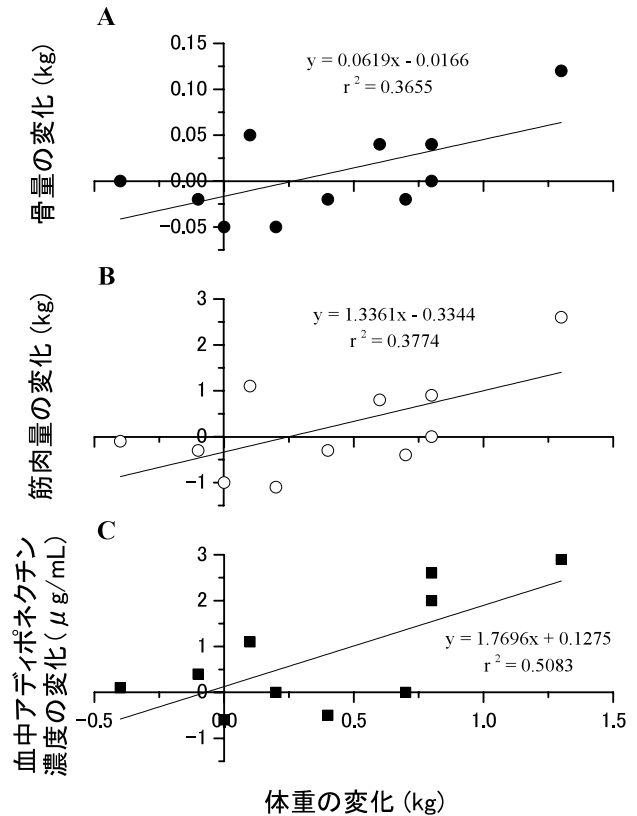 A
0.15
0.10
0.05
0.00
-0.05
骨量の変化 (kg)
y = 0.0619x - 0.0166
r 2 = 0.3655
B
3
2
1
0
-1
筋肉量の変化 (kg)
y = 1.3361x - 0.3344
r 2 = 0.3774
C
3
2
1
0
-1
血中アディポネクチン
濃度の変化(μg/mL)
y = 1.7696x + 0.1275
r 2 = 0.5083
-0.5 0.0 0.5 1.0 1.5
体重の変化 (kg)